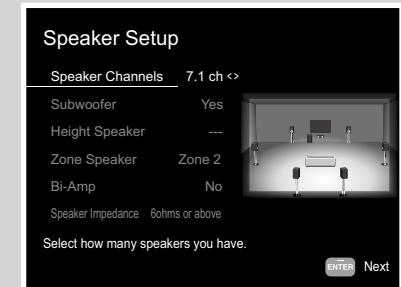 Speaker Setup
Speaker Channels 7.1 ch <>
Subwoofer Yes
Height Speaker ---
Zone Speaker Zone 2
Bi-Amp No
Speaker Impedance 6ohms or above
Select how many speakers you have.
ENTER Next